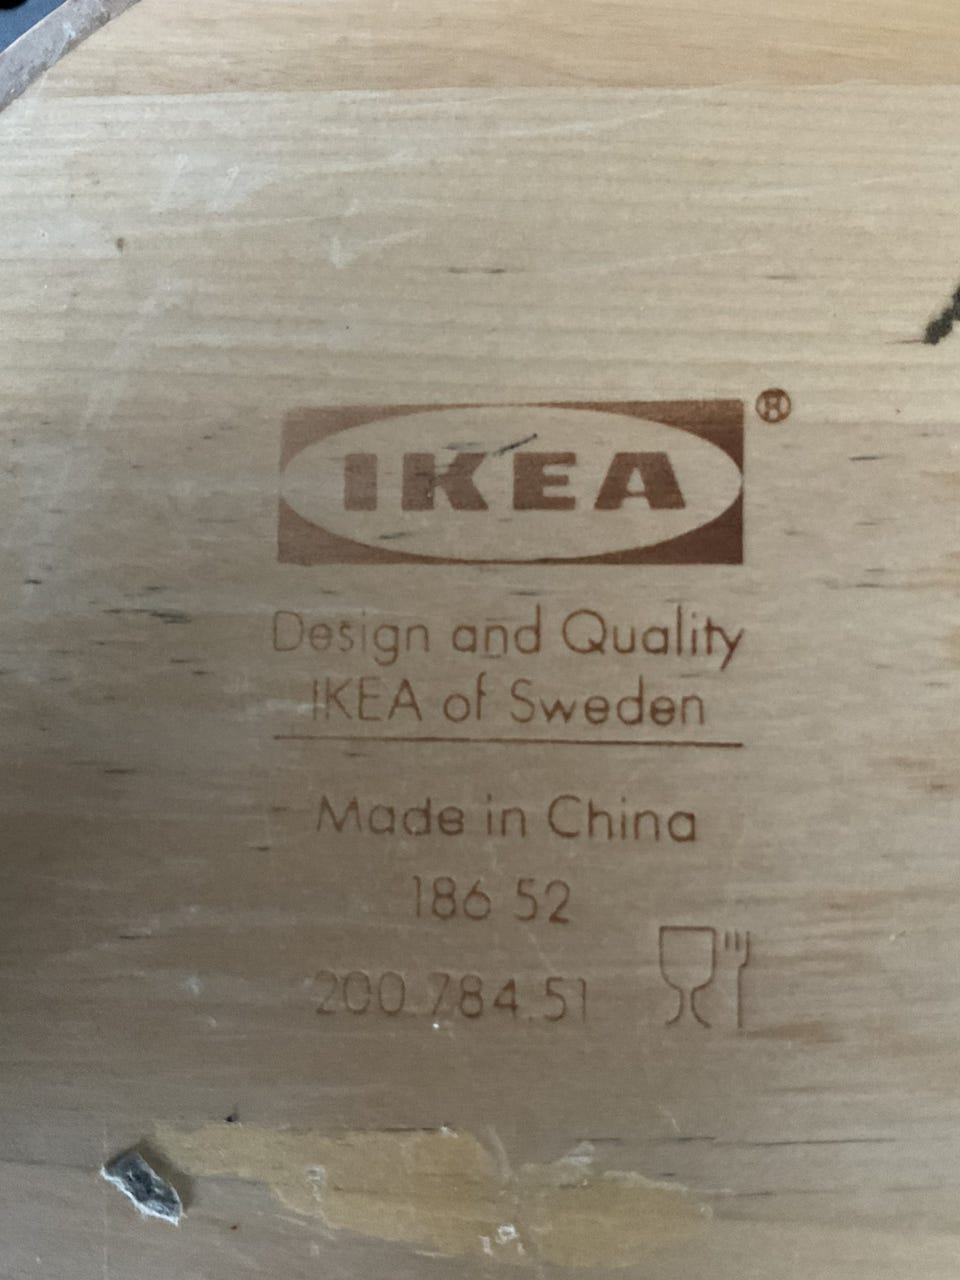 IKEA®
Design and Quality
IKEA of Sweden
Made in China
186 52
200.784.51